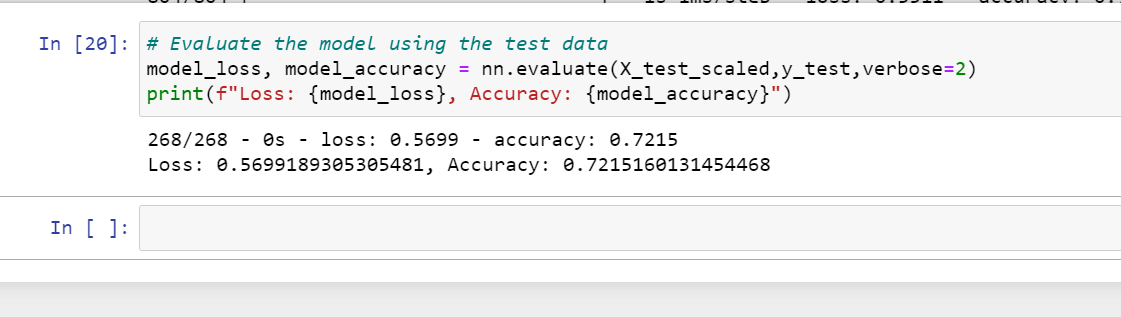 In [20]: # Evaluate the model using the test data
model_loss, model_accuracy = nn.evaluate(X_test_scaled,y_test,verbose=2)
print(f"Loss: {model_loss}, Accuracy: {model_accuracy}")
268/268 - 0s - loss: 0.5699 - accuracy: 0.7215
Loss: 0.5699189305305481, Accuracy: 0.7215160131454468
In [ ]: